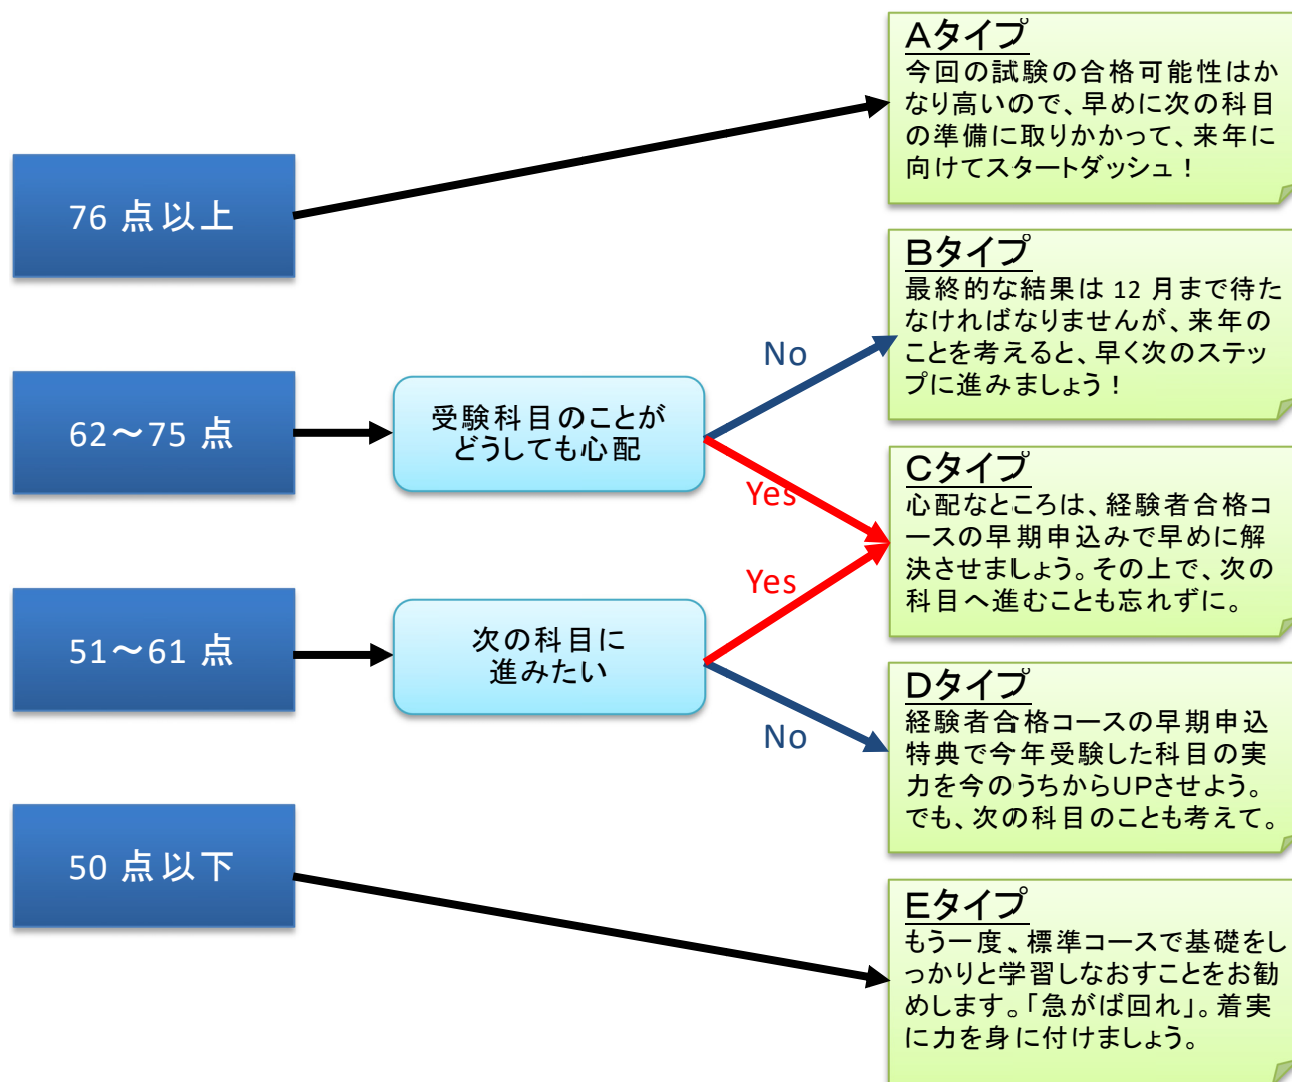 76 点以上
62～75 点
51～61 点
50 点以下
受験科目のことが
どうしても心配
次の科目に
進みたい
No
Yes
Yes
No
Aタイプ
今回の試験の合格可能性はか
なり高いので、早めに次の科目
の準備に取りかかって、来年に
向けてスタートダッシュ！
Bタイプ
最終的な結果は 12 月まで待た
なければなりませんが、来年の
ことを考えると、早く次のステッ
プに進みましょう！
Cタイプ
心配なところは、経験者合格コ
ースの早期申込みで早めに解
決させましょう。その上で、次の
科目へ進むことも忘れずに。
Dタイプ
経験者合格コースの早期申込
特典で今年受験した科目の実
力を今のうちからUPさせよう。
でも、次の科目のことも考えて。
Eタイプ
もう一度、標準コースで基礎をし
っかりと学習しなおすことをお勧
めします。「急がば回れ」。着実
に力を身に付けましょう。